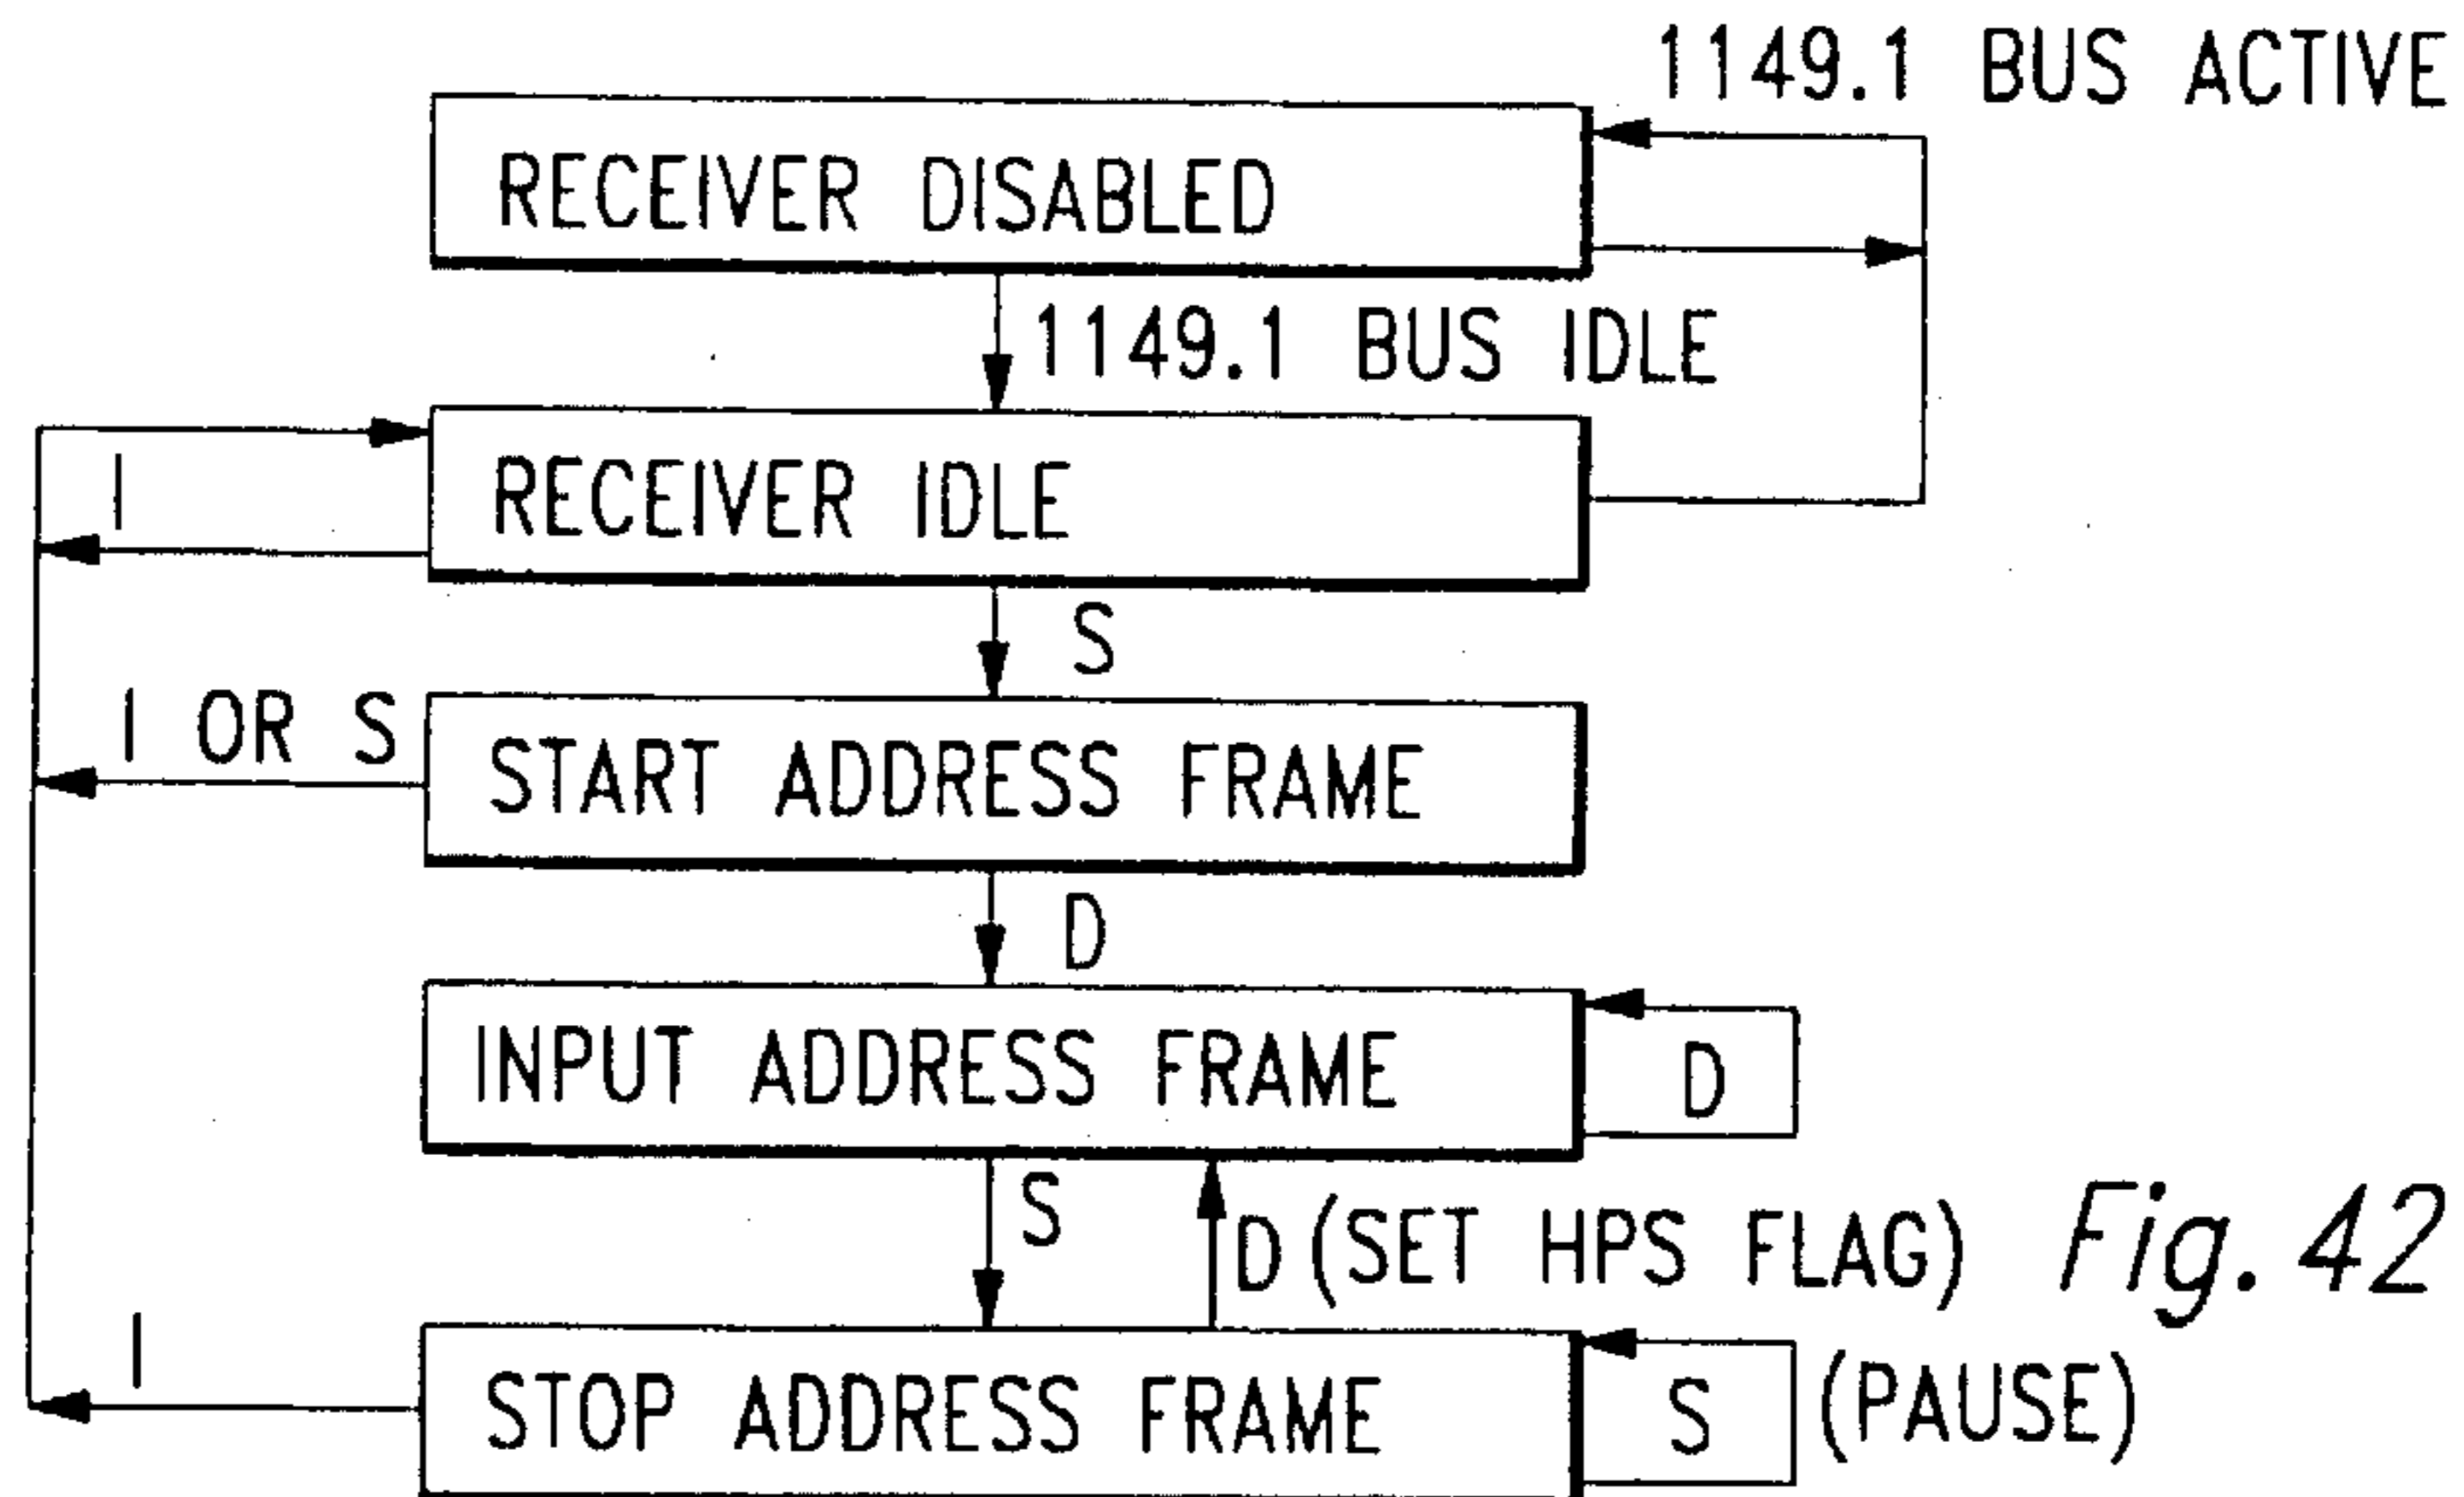 1149.1 BUS ACTIVE
RECEIVER DISABLED
1149.1 BUS IDLE
I
RECEIVER IDLE
S
I OR S
START ADDRESS FRAME
D
INPUT ADDRESS FRAME
D
S
D (SET HPS FLAG)
Fig. 42
I
STOP ADDRESS FRAME
S
(PAUSE)